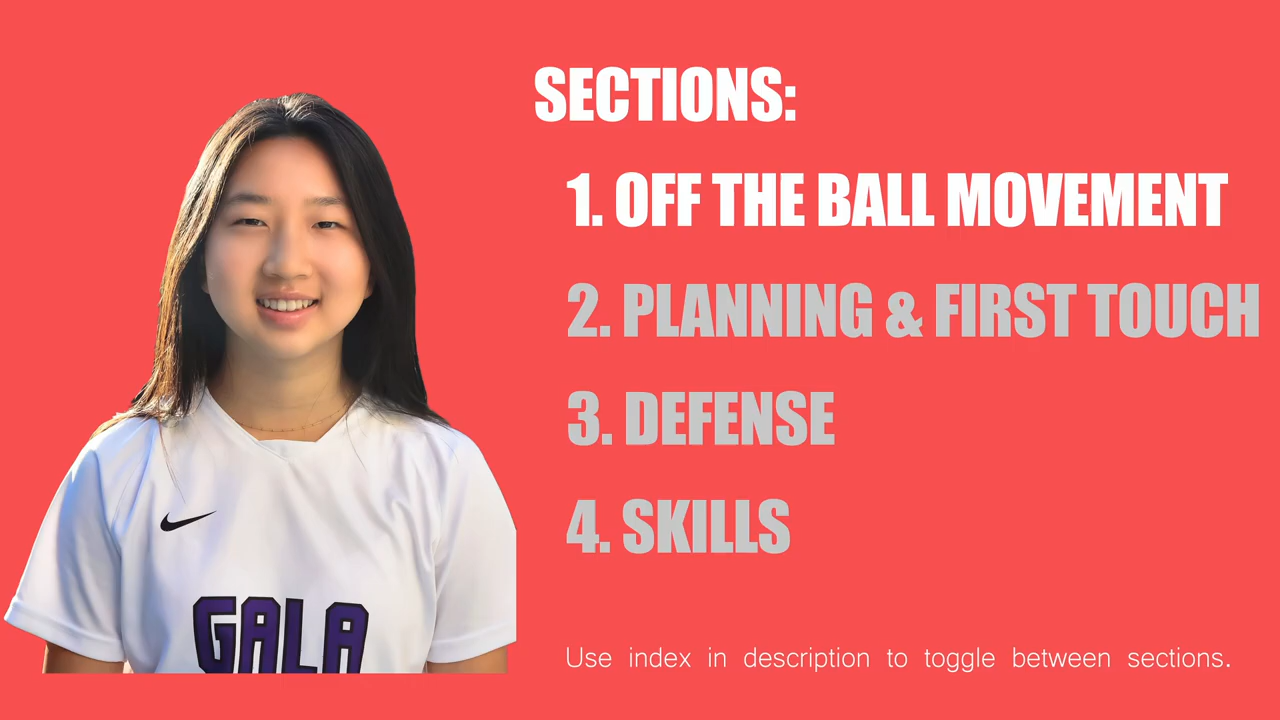 SECTIONS:
1. OFF THE BALL MOVEMENT
2. PLANNING & FIRST TOUCH
3. DEFENSE
4. SKILLS
GALA
Use index in description to toggle between sections.